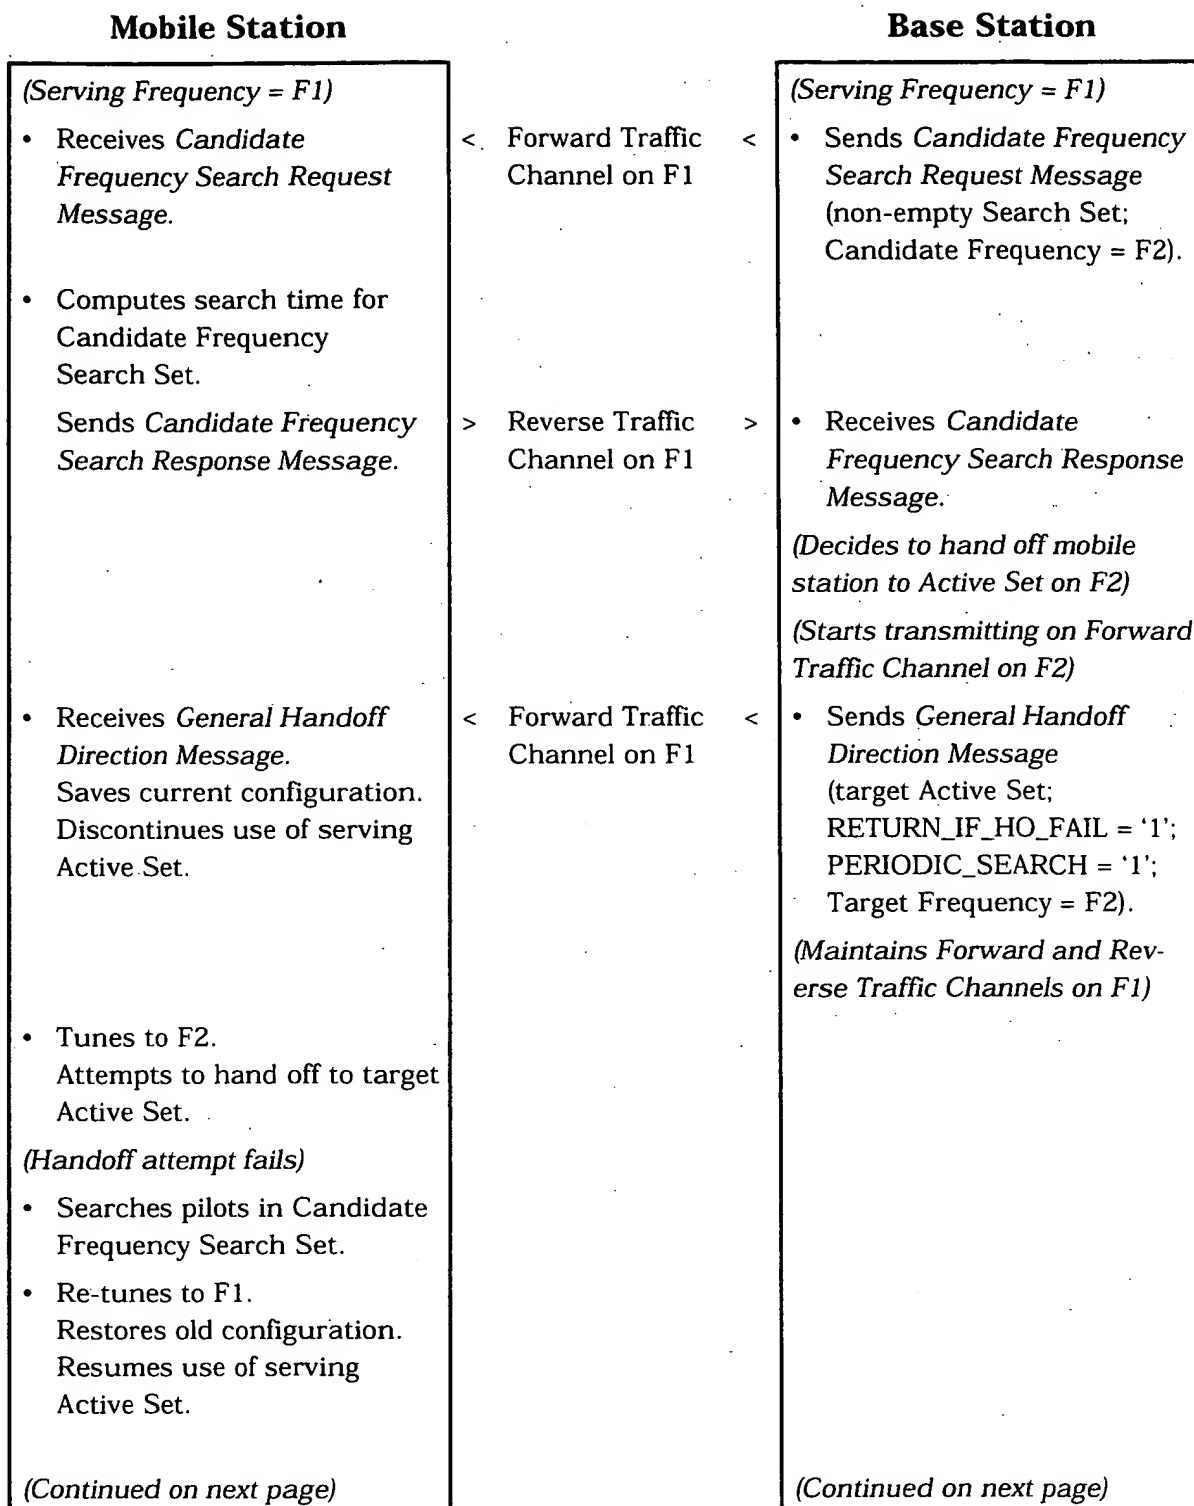 Mobile Station
Base Station
(Serving Frequency = F1)
• Receives Candidate
Frequency Search Request
Message.
< Forward Traffic <
Channel on F1
(Serving Frequency = F1)
• Sends Candidate Frequency
Search Request Message
(non-empty Search Set;
Candidate Frequency = F2).
• Computes search time for
Candidate Frequency
Search Set.
Sends Candidate Frequency
Search Response Message.
> Reverse Traffic >
Channel on F1
• Receives Candidate
Frequency Search Response
Message.
(Decides to hand off mobile
station to Active Set on F2)
(Starts transmitting on Forward
Traffic Channel on F2)
• Receives General Handoff
Direction Message.
Saves current configuration.
Discontinues use of serving
Active Set.
< Forward Traffic <
Channel on F1
• Sends General Handoff
Direction Message
(target Active Set;
RETURN_IF_HO_FAIL = ‘1’;
PERIODIC_SEARCH = ‘1’;
Target Frequency = F2).
(Maintains Forward and Rev-
erse Traffic Channels on F1)
• Tunes to F2.
Attempts to hand off to target
Active Set.
(Handoff attempt fails)
• Searches pilots in Candidate
Frequency Search Set.
• Re-tunes to F1.
Restores old configuration.
Resumes use of serving
Active Set.
(Continued on next page)
(Continued on next page)